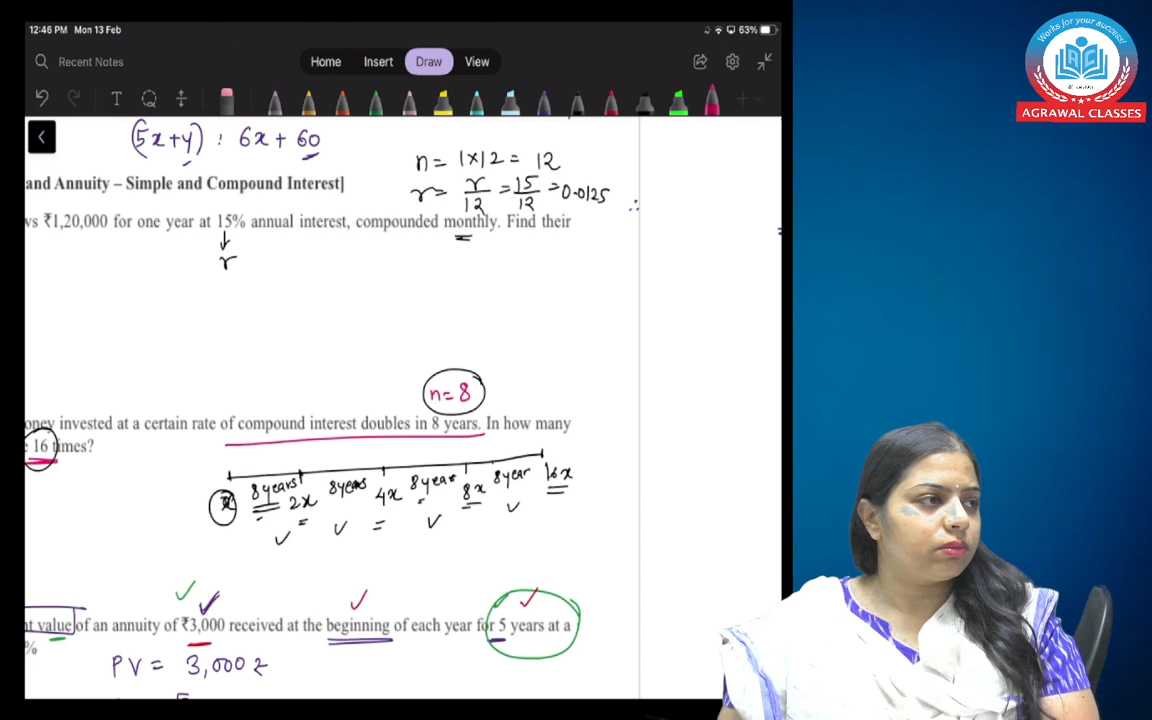 12:46 PM Mon 13 Feb
63%
Works for your success!
AC
AGRAWAL CLASSES
Recent Notes
Home Insert Draw View
(5x+y) : 6x + 60
n = 1×12 = 12
and Annuity – Simple and Compound Interest]
r = r/12 = 15/12 = 0.0125
∴
vs ₹1,20,000 for one year at 15% annual interest, compounded monthly. Find their
r
n = 8
oney invested at a certain rate of compound interest doubles in 8 years. In how many
16 times?
x 8 years 2x 8 years 4x 8 years 8x 8 year 16x
nt value of an annuity of ₹3,000 received at the beginning of each year for 5 years at a
%
PV = 3,000 ₹